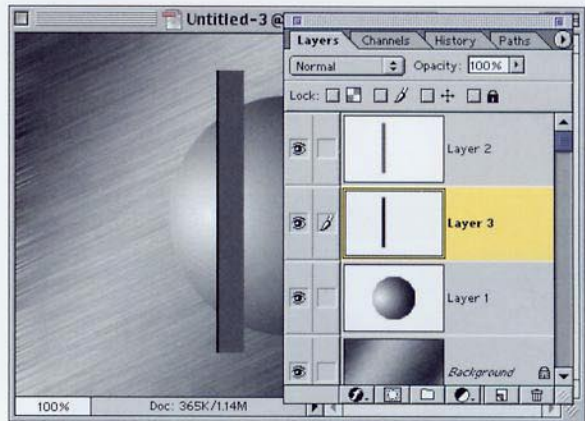 Untitled-3 @
Layers Channels History Paths
Normal Opacity: 100%
Lock:
Layer 2
Layer 3
Layer 1
Background
100% Doc: 365K/1.14M